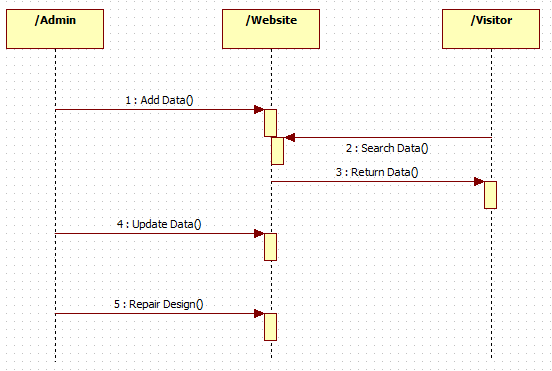 /Admin
/Website
/Visitor
1 : Add Data()
2 : Search Data()
3 : Return Data()
4 : Update Data()
5 : Repair Design()